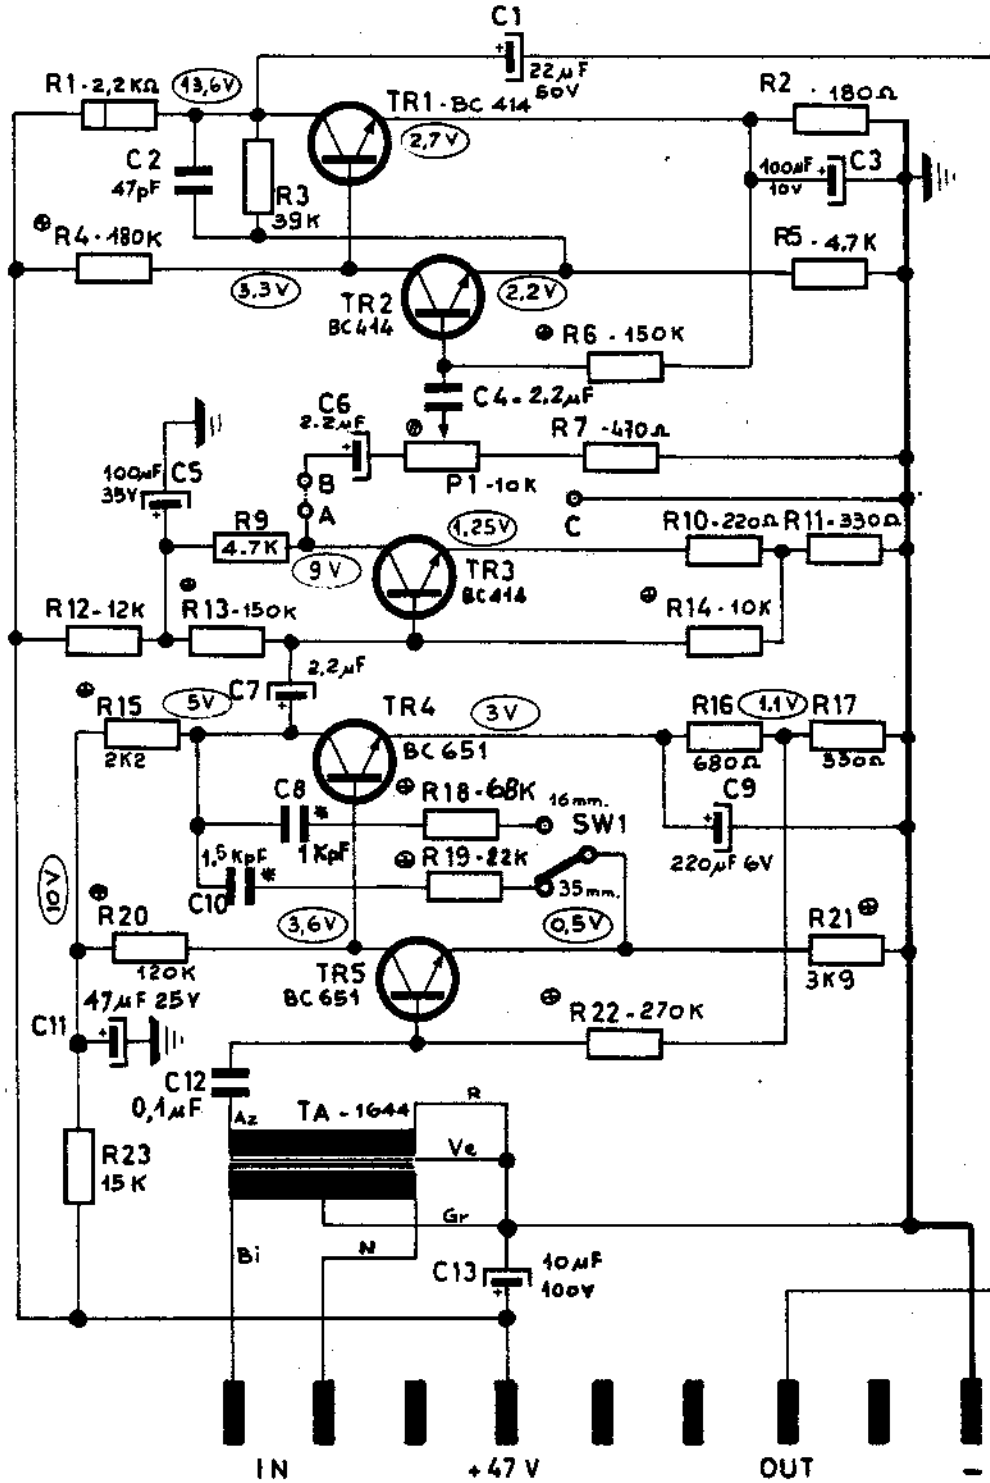 C1
22µF
50V
R1-2,2KΩ
13,6V
TR1-BC 414
R2 .180Ω
2,7V
C2
47pF
R3
39K
100µF
10V
C3
R4-180K
R5-4.7K
3,3V
TR2
BC414
2,2V
R6-150K
C4-2,2µF
C6
2.2µF
R7-470Ω
P1-10K
100µF
35V
C5
B
A
C
R9
4.7K
9V
1,25V
R10-220Ω
R11-330Ω
TR3
BC414
R12-12K
R13-150K
R14-10K
2,2µF
C7
R15
2K2
5V
TR4
BC651
3V
R16
680Ω
1.1V
R17
330Ω
C8
*
1KpF
R18-68K
16mm.
SW1
C9
220µF 6V
1,5KpF
*
C10
R19-22K
35mm.
10V
R20
120K
3,6V
0,5V
R21
3K9
TR5
BC651
47µF 25V
C11
R22-270K
C12
0,1µF
Az
TA-1644
R
Ve
R23
15K
Gr
Bi
N
C13
10µF
100V
IN
+47V
OUT
-